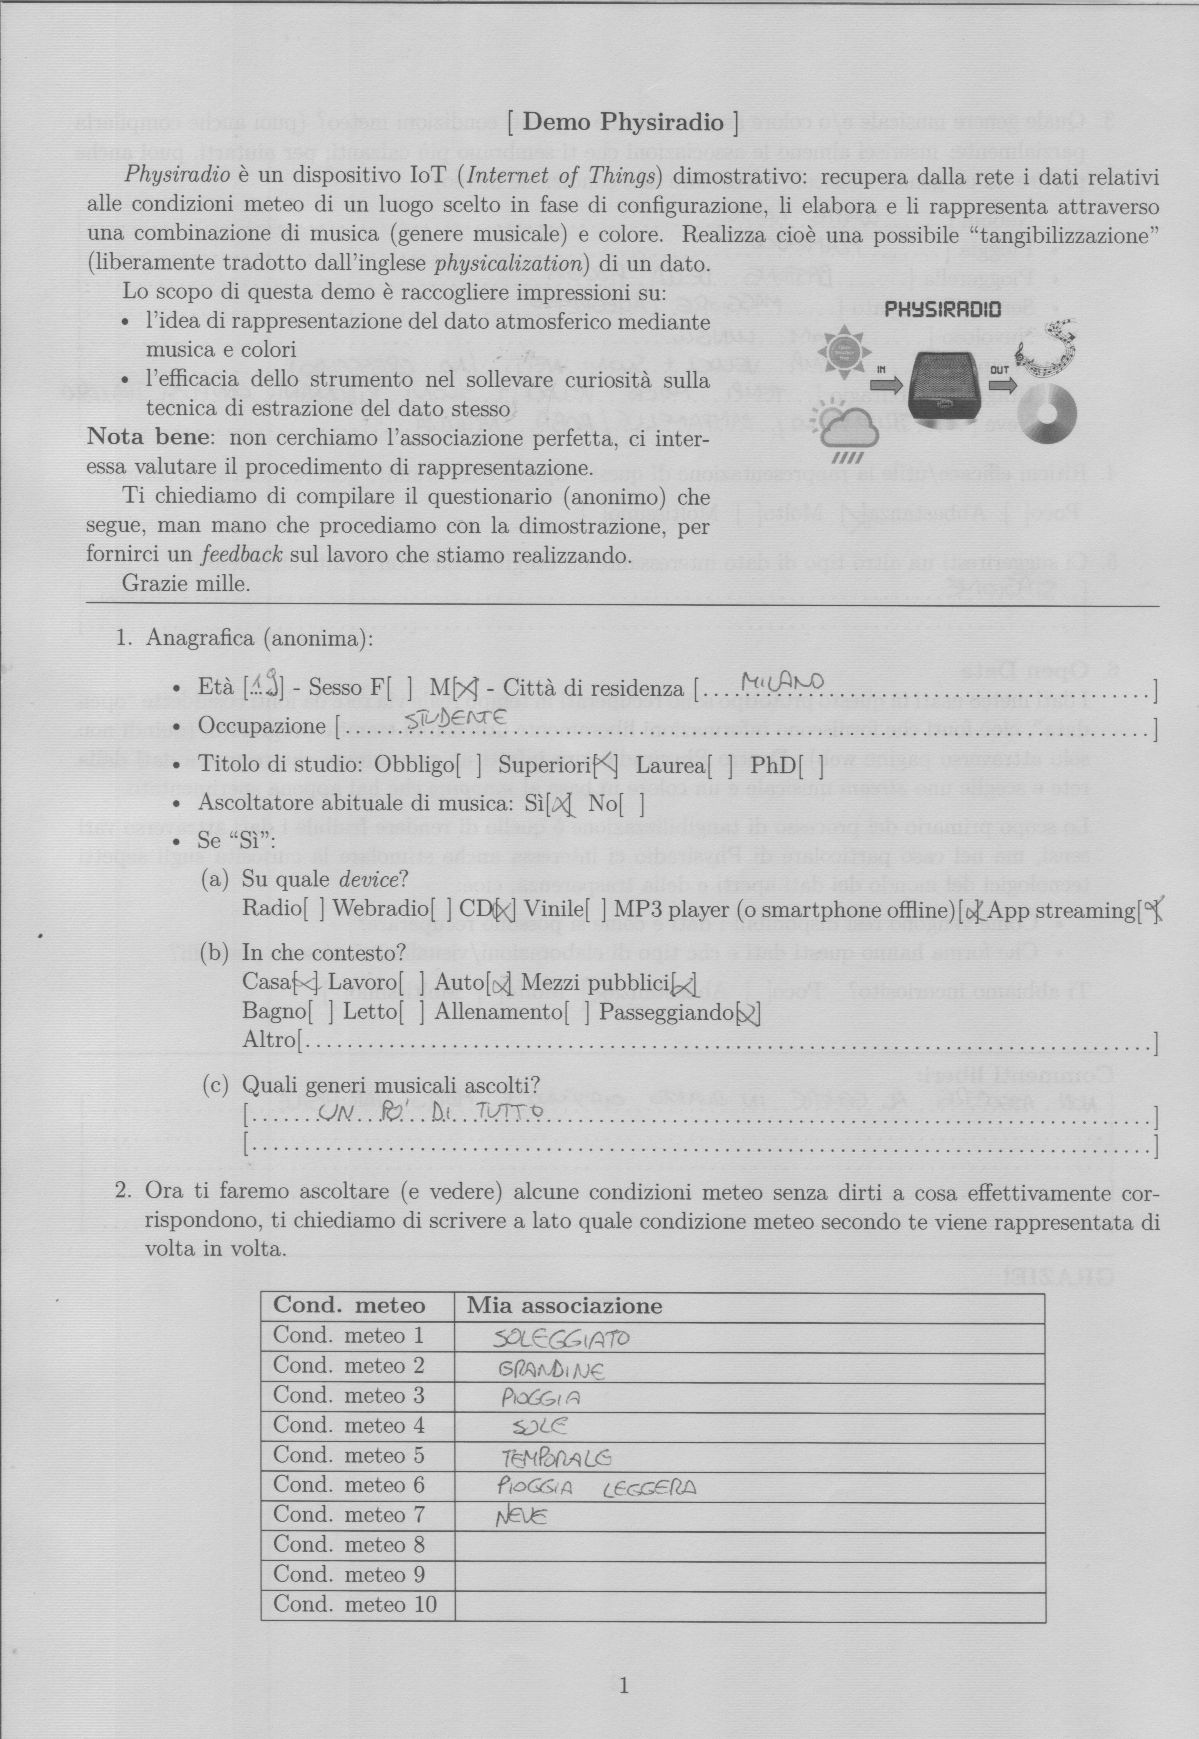 [ Demo Physiradio ]
Physiradio è un dispositivo IoT (Internet of Things) dimostrativo: recupera dalla rete i dati relativi
alle condizioni meteo di un luogo scelto in fase di configurazione, li elabora e li rappresenta attraverso
una combinazione di musica (genere musicale) e colore. Realizza cioè una possibile “tangibilizzazione”
(liberamente tradotto dall'inglese physicalization) di un dato.
Lo scopo di questa demo è raccogliere impressioni su:
• l'idea di rappresentazione del dato atmosferico mediante
musica e colori
• l'efficacia dello strumento nel sollevare curiosità sulla
tecnica di estrazione del dato stesso
Nota bene: non cerchiamo l'associazione perfetta, ci inter-
essa valutare il procedimento di rappresentazione.
Ti chiediamo di compilare il questionario (anonimo) che
segue, man mano che procediamo con la dimostrazione, per
fornirci un feedback sul lavoro che stiamo realizzando.
Grazie mille.
PHYSIRADIO
IN
OUT
1. Anagrafica (anonima):
• Età [19] - Sesso F[ ] M[X] - Città di residenza [ MILANO ]
• Occupazione [ STUDENTE ]
• Titolo di studio: Obbligo[ ] Superiori[X] Laurea[ ] PhD[ ]
• Ascoltatore abituale di musica: Sì[X] No[ ]
• Se “Sì”:
(a) Su quale device?
Radio[ ] Webradio[ ] CD[X] Vinile[ ] MP3 player (o smartphone offline)[X] App streaming[X]
(b) In che contesto?
Casa[X] Lavoro[ ] Auto[X] Mezzi pubblici[X]
Bagno[ ] Letto[ ] Allenamento[ ] Passeggiando[X]
Altro[ ]
(c) Quali generi musicali ascolti?
[ UN PO' DI TUTTO ]
[ ]
2. Ora ti faremo ascoltare (e vedere) alcune condizioni meteo senza dirti a cosa effettivamente cor-
rispondono, ti chiediamo di scrivere a lato quale condizione meteo secondo te viene rappresentata di
volta in volta.
Cond. meteo Mia associazione
Cond. meteo 1 SOLEGGIATO
Cond. meteo 2 GRANDINE
Cond. meteo 3 PIOGGIA
Cond. meteo 4 SOLE
Cond. meteo 5 TEMPORALE
Cond. meteo 6 PIOGGIA LEGGERA
Cond. meteo 7 NEVE
Cond. meteo 8
Cond. meteo 9
Cond. meteo 10
1